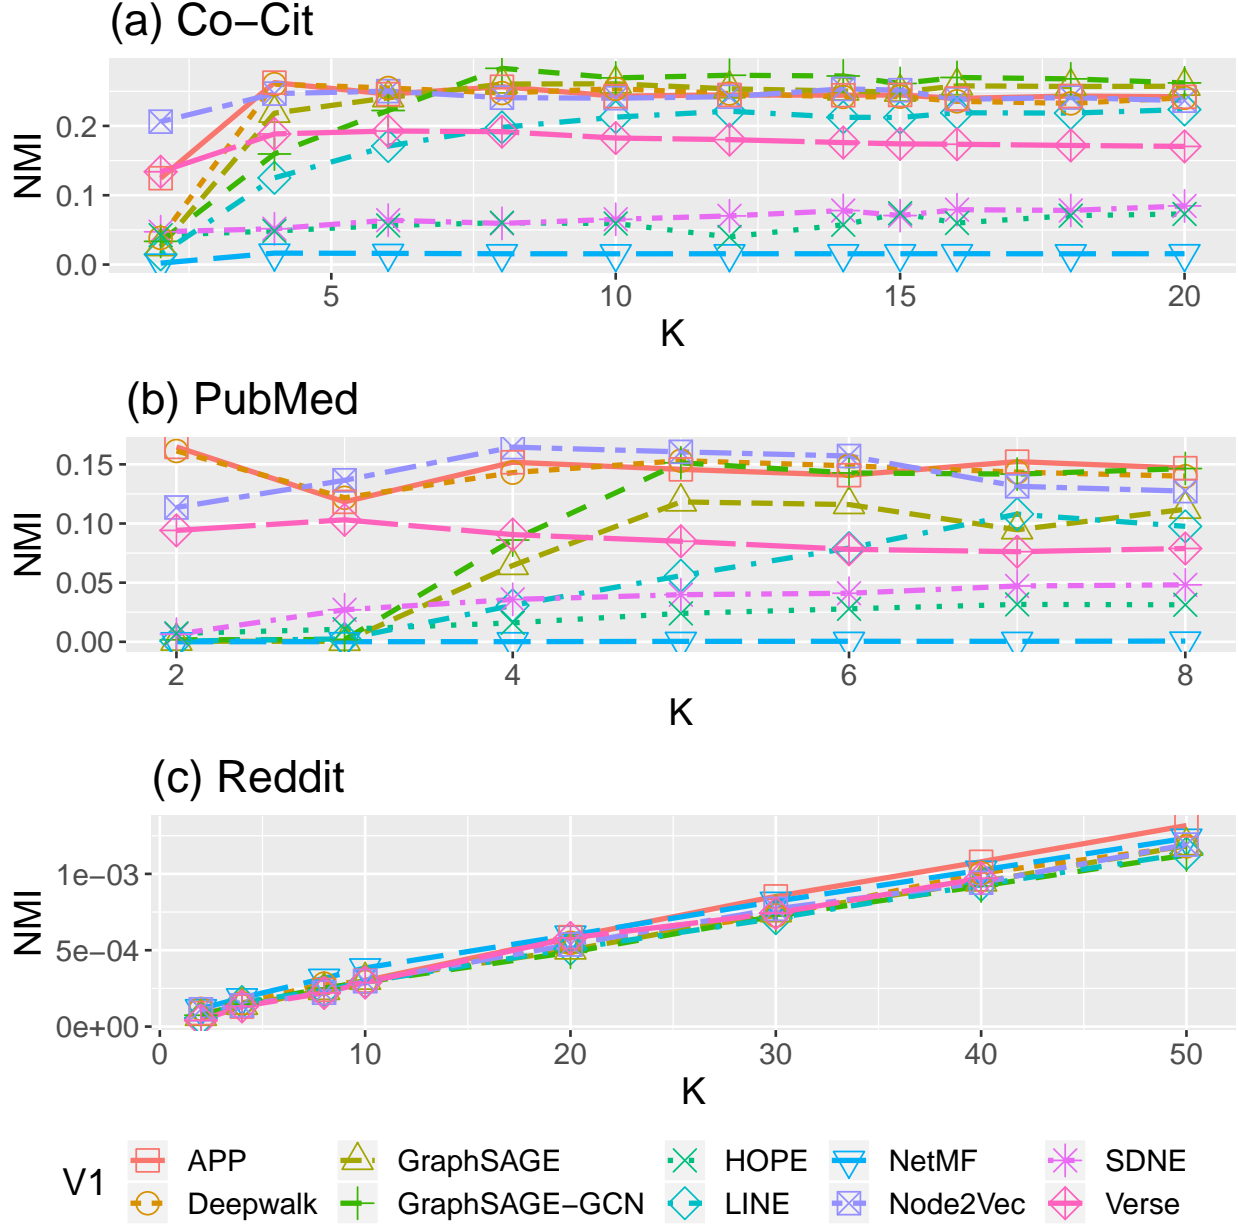 (a) Co−Cit
NMI
0.2
0.1
0.0
5 10 15 20
K
(b) PubMed
NMI
0.15
0.10
0.05
0.00
2 4 6 8
K
(c) Reddit
NMI
1e−03
5e−04
0e+00
0 10 20 30 40 50
K
V1
APP GraphSAGE HOPE NetMF SDNE
Deepwalk GraphSAGE−GCN LINE Node2Vec Verse